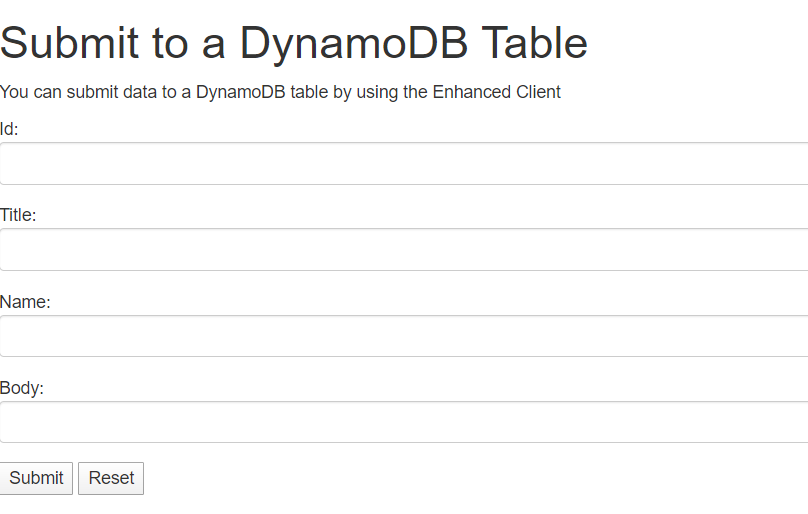 Submit to a DynamoDB Table
You can submit data to a DynamoDB table by using the Enhanced Client
Id:
Title:
Name:
Body:
Submit Reset